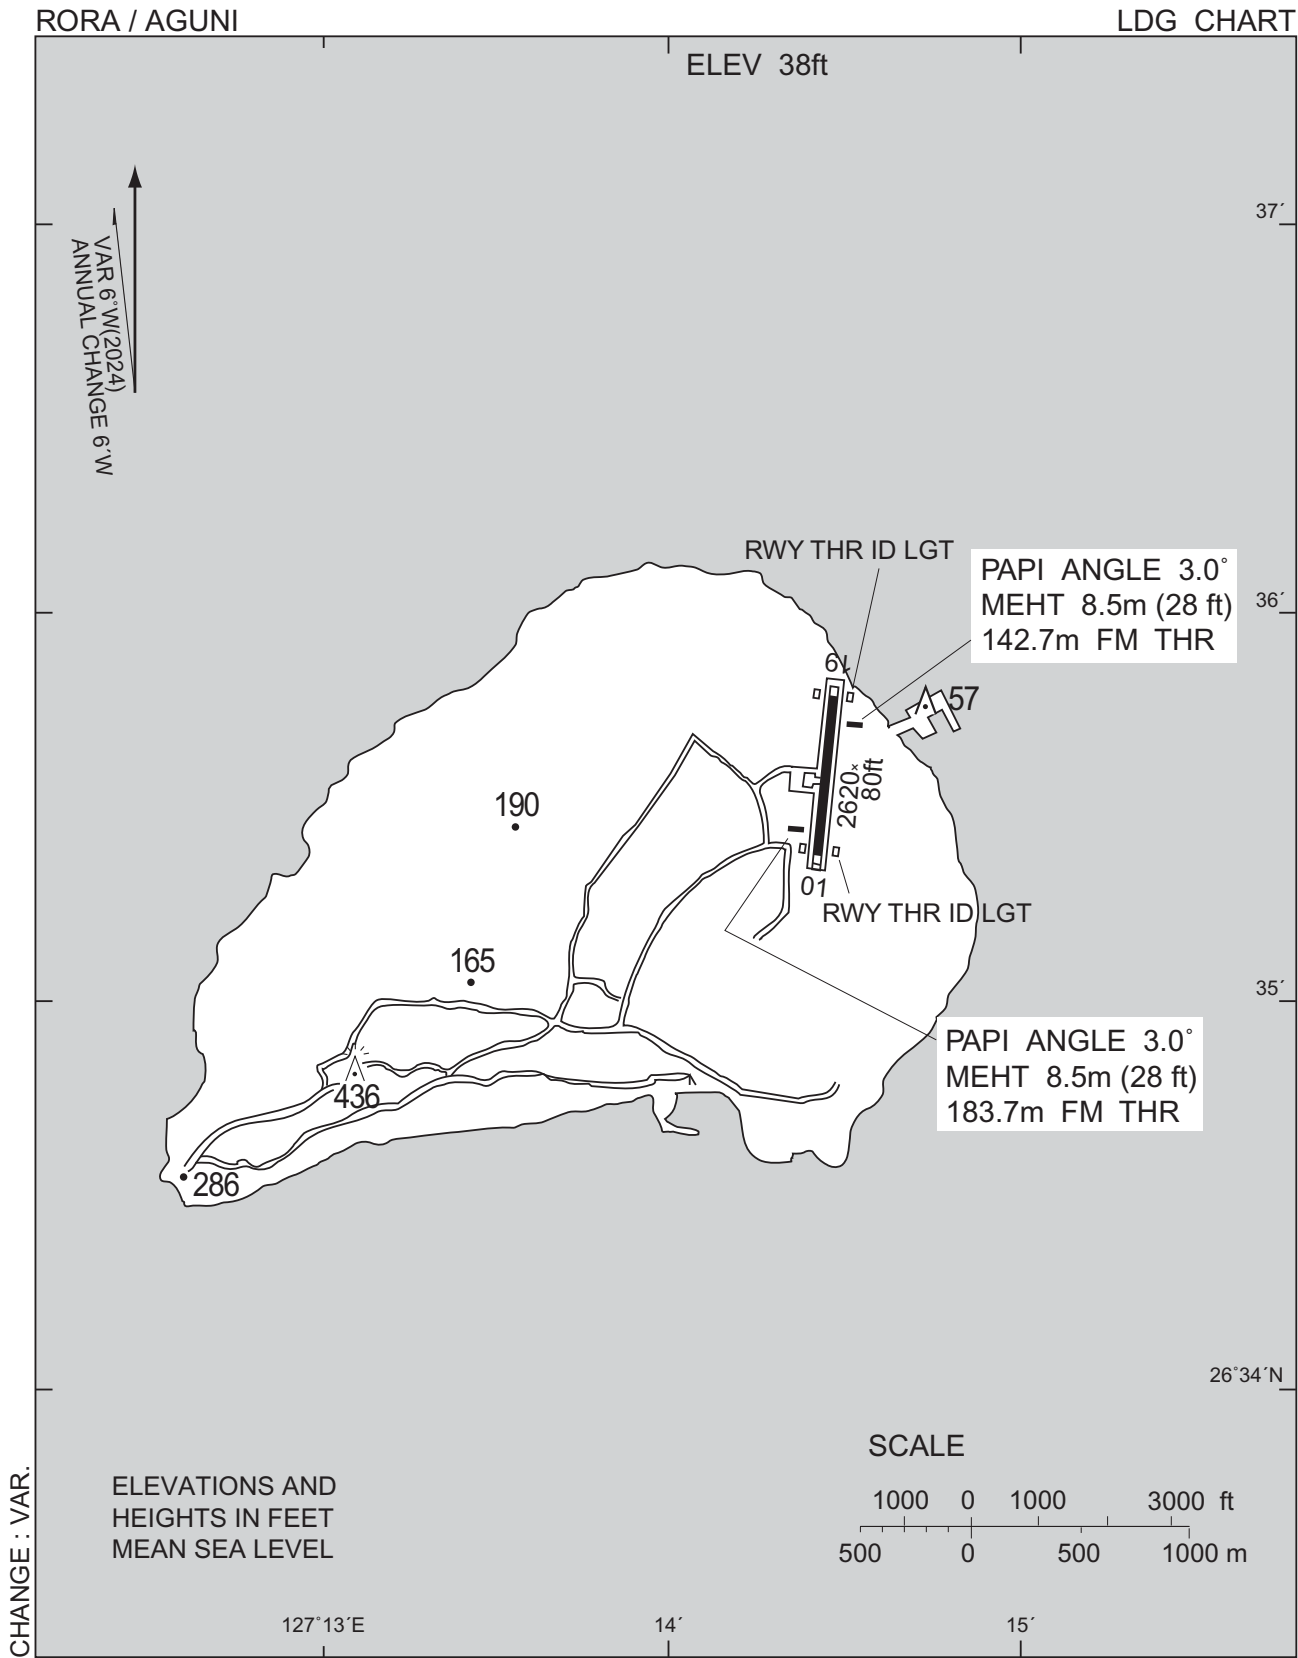 RORA / AGUNI
LDG CHART
ELEV 38ft
37´
VAR 6°W(2024)
ANNUAL CHANGE 6´W
RWY THR ID LGT
PAPI ANGLE 3.0°
MEHT 8.5m (28 ft)
142.7m FM THR
36´
19
57
2620×
80ft
190
01
RWY THR ID LGT
165
35´
PAPI ANGLE 3.0°
MEHT 8.5m (28 ft)
183.7m FM THR
436
286
26°34´N
SCALE
1000 0 1000 3000 ft
500 0 500 1000 m
ELEVATIONS AND
HEIGHTS IN FEET
MEAN SEA LEVEL
CHANGE : VAR.
127°13´E
14´
15´